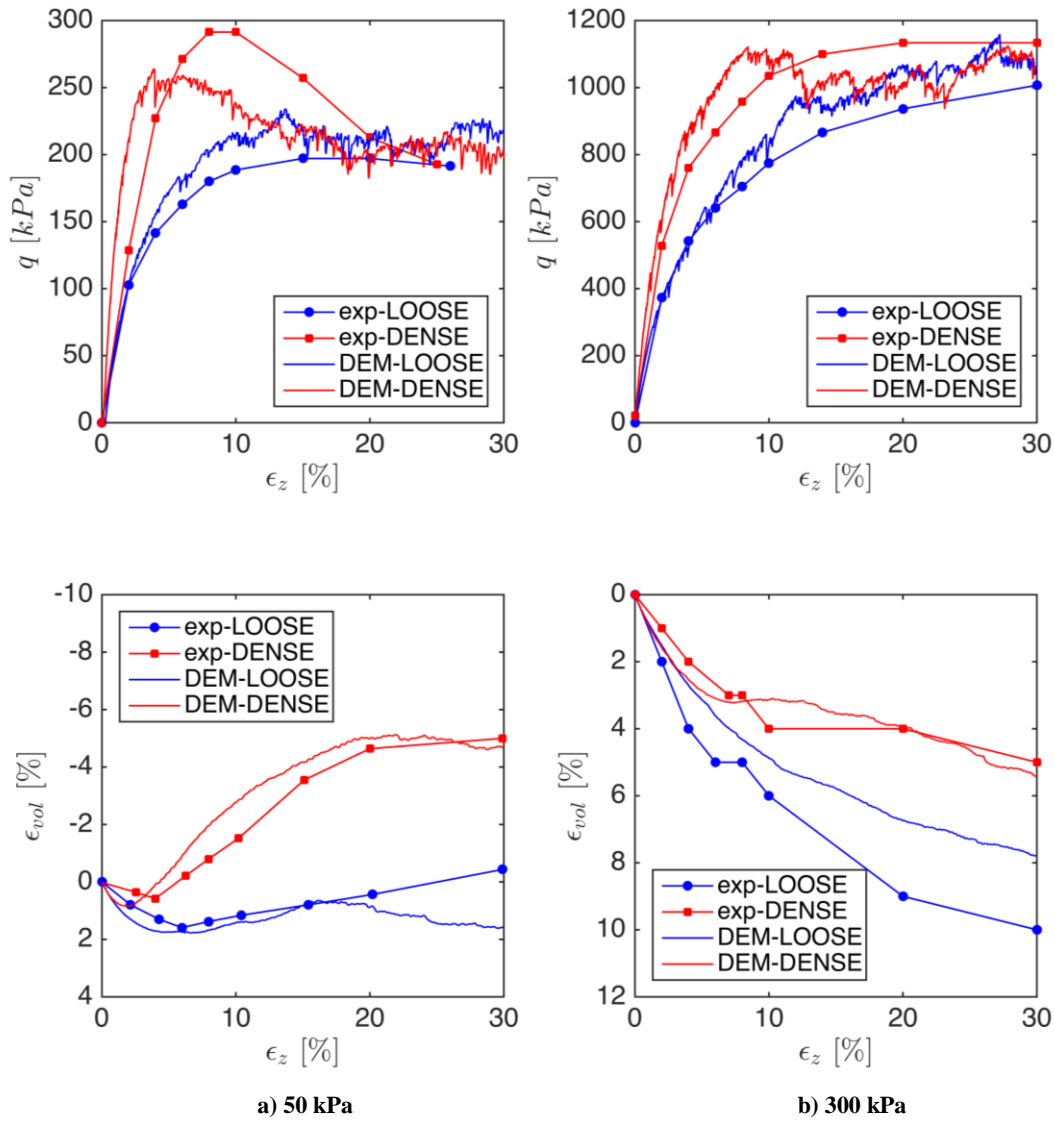 300
250
200
150
100
50
0
q [kPa]
exp-LOOSE
exp-DENSE
DEM-LOOSE
DEM-DENSE
0 10 20 30
ϵz [%]
1200
1000
800
600
400
200
0
q [kPa]
exp-LOOSE
exp-DENSE
DEM-LOOSE
DEM-DENSE
0 10 20 30
ϵz [%]
-10
-8
-6
-4
-2
0
2
4
ϵvol [%]
exp-LOOSE
exp-DENSE
DEM-LOOSE
DEM-DENSE
0 10 20 30
ϵz [%]
0
2
4
6
8
10
12
ϵvol [%]
exp-LOOSE
exp-DENSE
DEM-LOOSE
DEM-DENSE
0 10 20 30
ϵz [%]
a) 50 kPa
b) 300 kPa